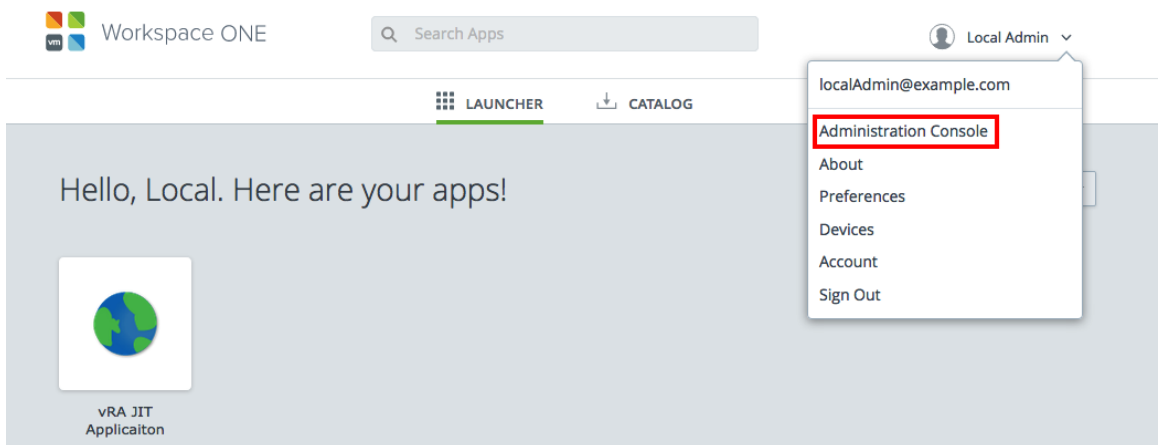 vm Workspace ONE
Search Apps
Local Admin
localAdmin@example.com
LAUNCHER
CATALOG
Administration Console
About
Preferences
Devices
Account
Sign Out
Hello, Local. Here are your apps!
vRA JIT
Applicaiton